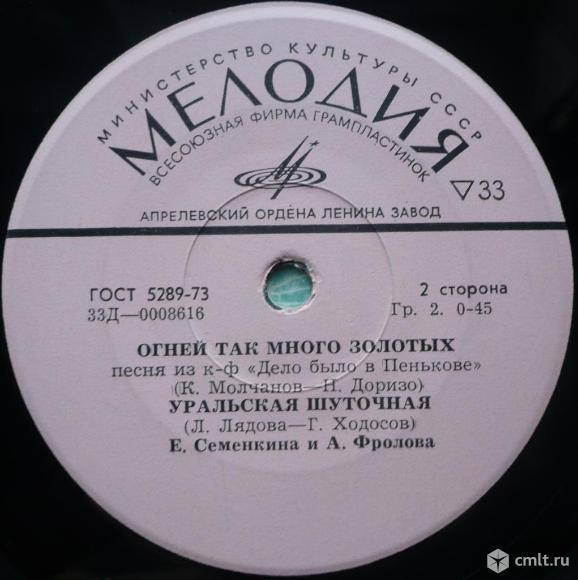 МИНИСТЕРСТВО КУЛЬТУРЫ СССР
МЕЛОДИЯ
ВСЕСОЮЗНАЯ ФИРМА ГРАМПЛАСТИНОК
▽33
АПРЕЛЕВСКИЙ ОРДЕНА ЛЕНИНА ЗАВОД
ГОСТ 5289-73
2 сторона
33Д—0008616
Гр. 2. 0-45
ОГНЕЙ ТАК МНОГО ЗОЛОТЫХ
песня из к-ф «Дело было в Пенькове»
(К. Молчанов—Н. Доризо)
УРАЛЬСКАЯ ШУТОЧНАЯ
(Л. Лядова—Г. Ходосов)
Е. Семенкина и А. Фролова
cmlt.ru